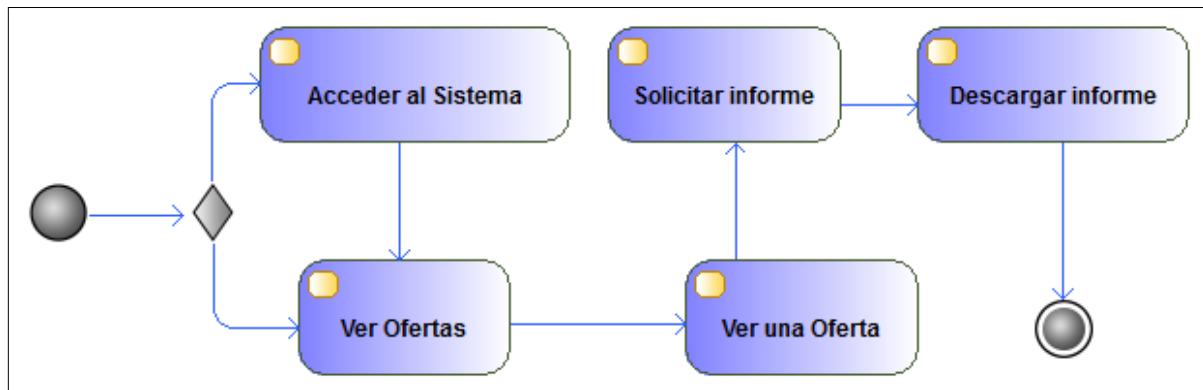 Acceder al Sistema
Solicitar informe
Descargar informe
Ver Ofertas
Ver una Oferta